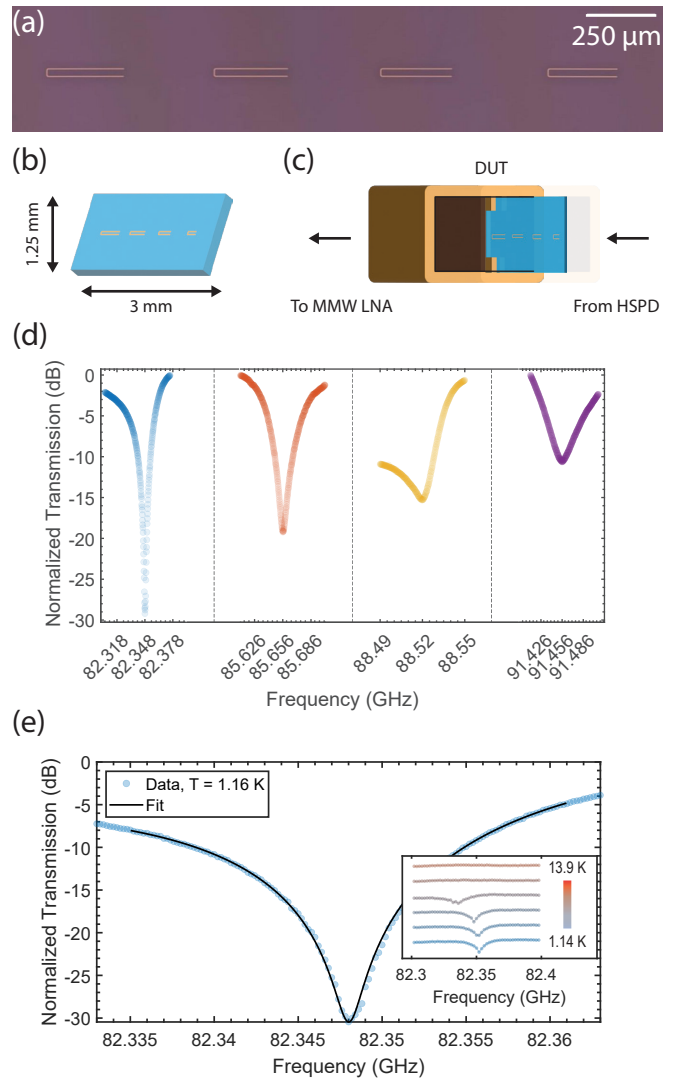 (a)
250 μm
(b)
(c)
DUT
1.25 mm
3 mm
To MMW LNA
From HSPD
(d)
Normalized Transmission (dB)
0
-5
-10
-15
-20
-25
-30
82.318
82.348
82.378
85.626
85.656
85.686
88.49
88.52
88.55
91.426
91.456
91.486
Frequency (GHz)
(e)
Normalized Transmission (dB)
0
-5
-10
-15
-20
-25
-30
Data, T = 1.16 K
Fit
13.9 K
1.14 K
82.3
82.35
82.4
Frequency (GHz)
82.335
82.34
82.345
82.35
82.355
82.36
Frequency (GHz)